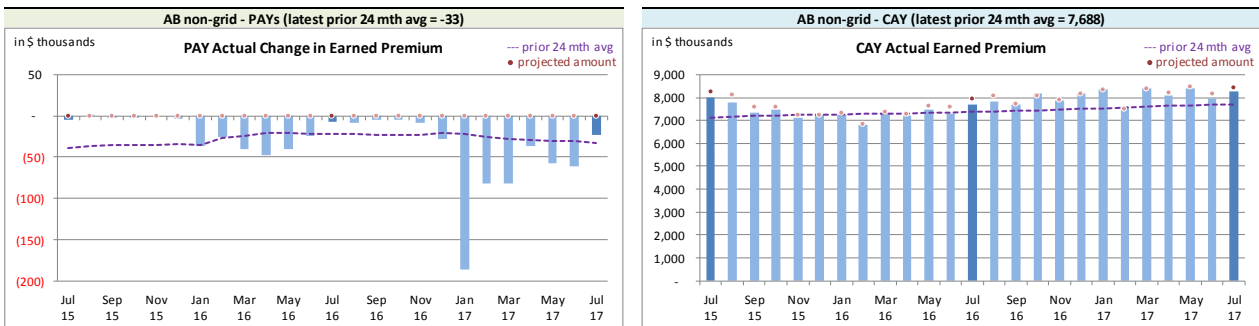 AB non-grid - PAYs (latest prior 24 mth avg = -33)
in $ thousands
PAY Actual Change in Earned Premium
--- prior 24 mth avg
• projected amount
50
-
(50)
(100)
(150)
(200)
Jul Sep Nov Jan Mar May Jul Sep Nov Jan Mar May Jul
15 15 15 16 16 16 16 16 16 17 17 17 17
AB non-grid - CAY (latest prior 24 mth avg = 7,688)
in $ thousands
CAY Actual Earned Premium
--- prior 24 mth avg
• projected amount
9,000
8,000
7,000
6,000
5,000
4,000
3,000
2,000
1,000
-
Jul Sep Nov Jan Mar May Jul Sep Nov Jan Mar May Jul
15 15 15 16 16 16 16 16 16 17 17 17 17